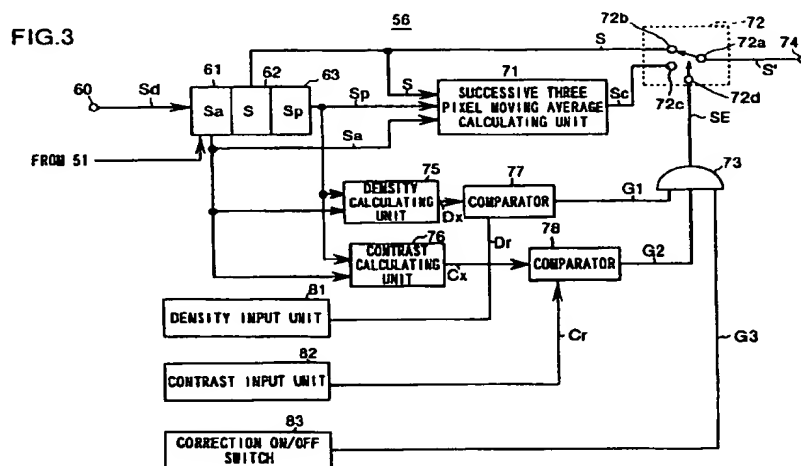 FIG.3
56
72
72b
72a
74
S
S'
72c
72d
SE
60
Sd
61
62
63
Sa
S
Sp
FROM 51
Sp
S
Sa
71
SUCCESSIVE THREE
PIXEL MOVING AVERAGE
CALCULATING UNIT
Sc
73
75
DENSITY
CALCULATING
UNIT
Dx
77
COMPARATOR
G1
Dr
76
CONTRAST
CALCULATING
UNIT
Cx
78
COMPARATOR
G2
81
DENSITY INPUT UNIT
Cr
G3
82
CONTRAST INPUT UNIT
83
CORRECTION ON/OFF
SWITCH